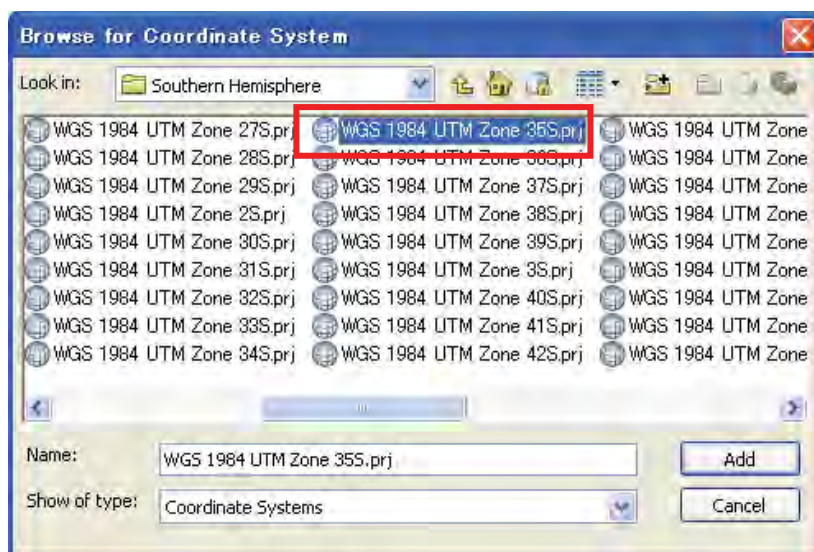 Browse for Coordinate System
Look in: Southern Hemisphere
WGS 1984 UTM Zone 27S.prj WGS 1984 UTM Zone 35S.prj WGS 1984 UTM Zone
WGS 1984 UTM Zone 28S.prj WGS 1984 UTM Zone 36S.prj WGS 1984 UTM Zone
WGS 1984 UTM Zone 29S.prj WGS 1984 UTM Zone 37S.prj WGS 1984 UTM Zone
WGS 1984 UTM Zone 2S.prj WGS 1984 UTM Zone 38S.prj WGS 1984 UTM Zone
WGS 1984 UTM Zone 30S.prj WGS 1984 UTM Zone 39S.prj WGS 1984 UTM Zone
WGS 1984 UTM Zone 31S.prj WGS 1984 UTM Zone 3S.prj WGS 1984 UTM Zone
WGS 1984 UTM Zone 32S.prj WGS 1984 UTM Zone 40S.prj WGS 1984 UTM Zone
WGS 1984 UTM Zone 33S.prj WGS 1984 UTM Zone 41S.prj WGS 1984 UTM Zone
WGS 1984 UTM Zone 34S.prj WGS 1984 UTM Zone 42S.prj WGS 1984 UTM Zone
Name: WGS 1984 UTM Zone 35S.prj Add
Show of type: Coordinate Systems Cancel